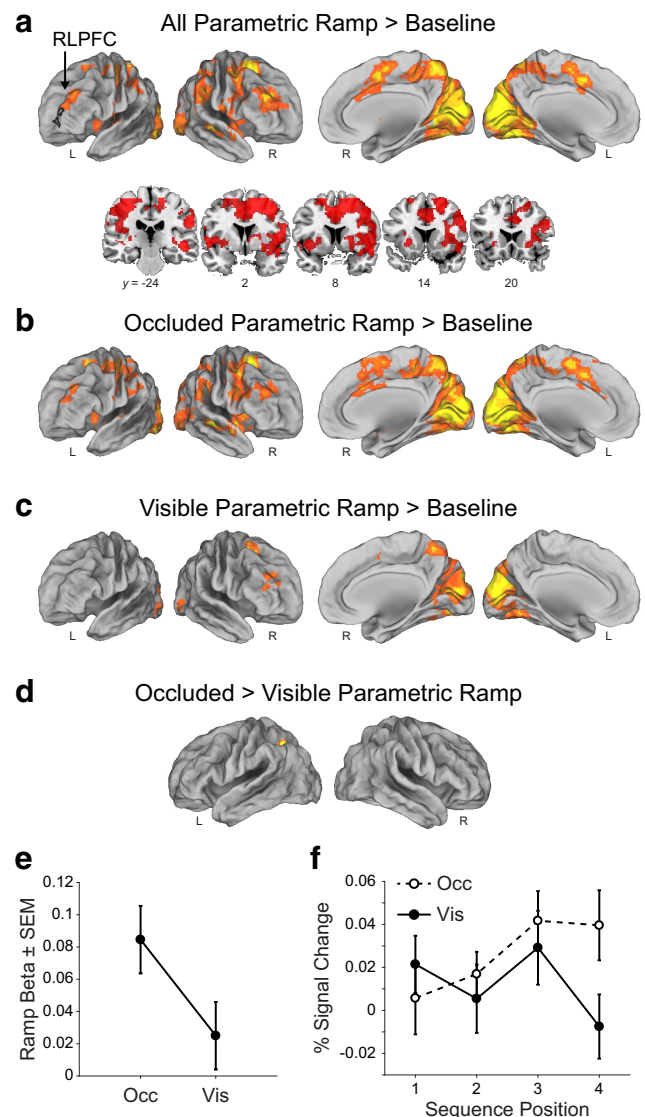 a All Parametric Ramp > Baseline
RLPFC
L R R L
y = -24 2 8 14 20
b Occluded Parametric Ramp > Baseline
L R R L
c Visible Parametric Ramp > Baseline
L R R L
d Occluded > Visible Parametric Ramp
L R
e
Ramp Beta ± SEM
0.12
0.1
0.08
0.06
0.04
0.02
0
Occ Vis
f
% Signal Change
0.06
0.04
0.02
0
-0.02
Occ
Vis
1 2 3 4
Sequence Position